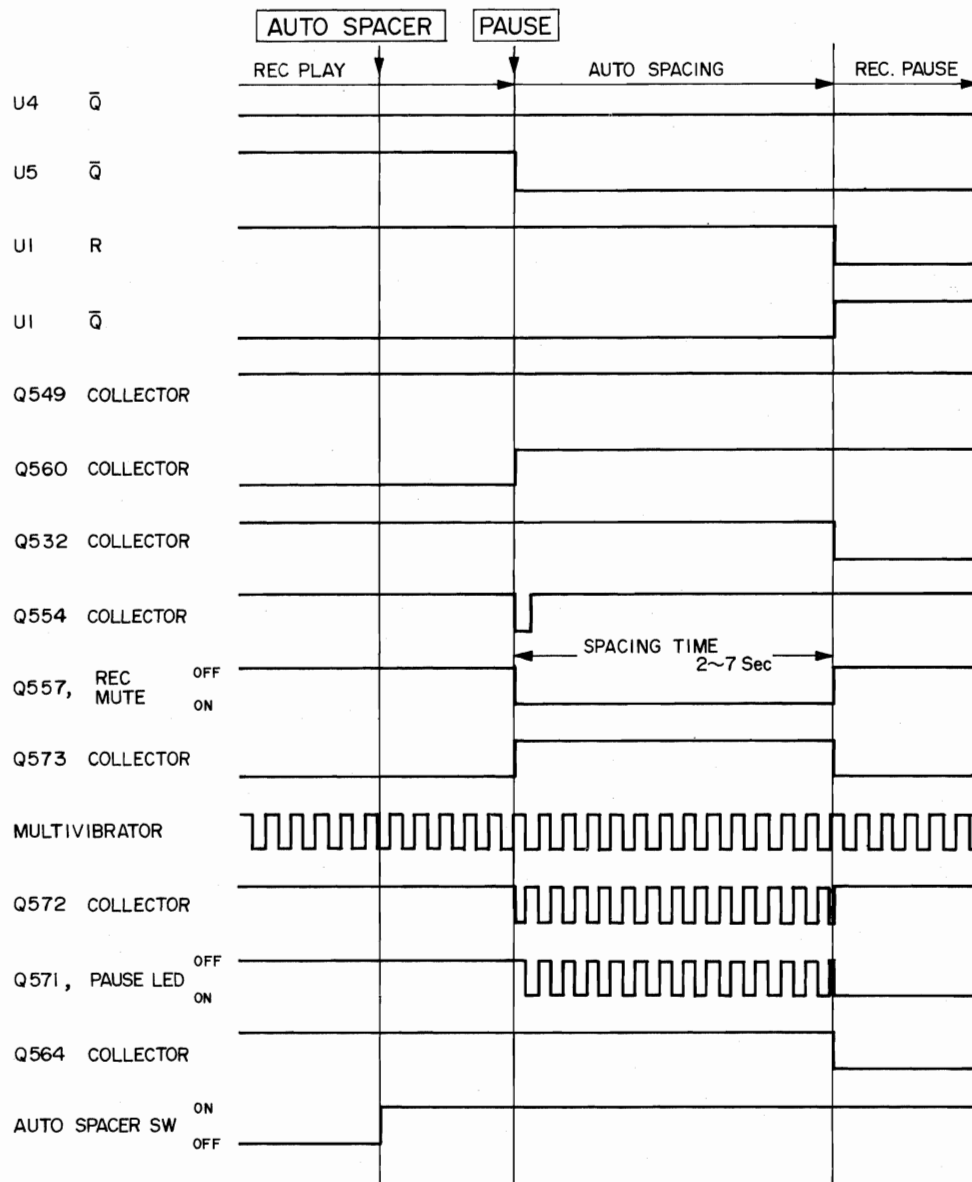 AUTO SPACER PAUSE
REC PLAY AUTO SPACING REC. PAUSE
U4 Q̅
U5 Q̅
U1 R
U1 Q̅
Q549 COLLECTOR
Q560 COLLECTOR
Q532 COLLECTOR
Q554 COLLECTOR
SPACING TIME
2~7 Sec
Q557, REC MUTE OFF ON
Q573 COLLECTOR
MULTIVIBRATOR
Q572 COLLECTOR
Q571, PAUSE LED OFF ON
Q564 COLLECTOR
AUTO SPACER SW ON OFF